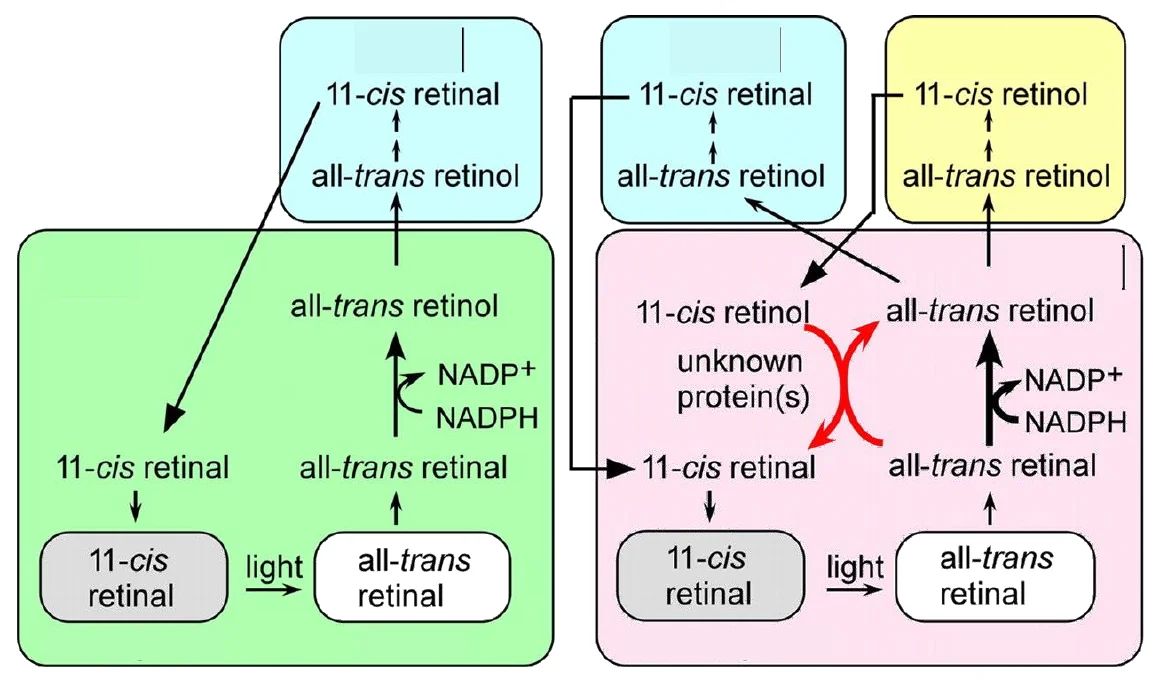 11-cis retinal
all-trans retinol
all-trans retinol
NADP+
NADPH
11-cis retinal
all-trans retinal
11-cis
retinal
light
all-trans
retinal
11-cis retinal
all-trans retinol
11-cis retinol
all-trans retinol
11-cis retinol
all-trans retinol
unknown
protein(s)
NADP+
NADPH
11-cis retinal
all-trans retinal
11-cis
retinal
light
all-trans
retinal